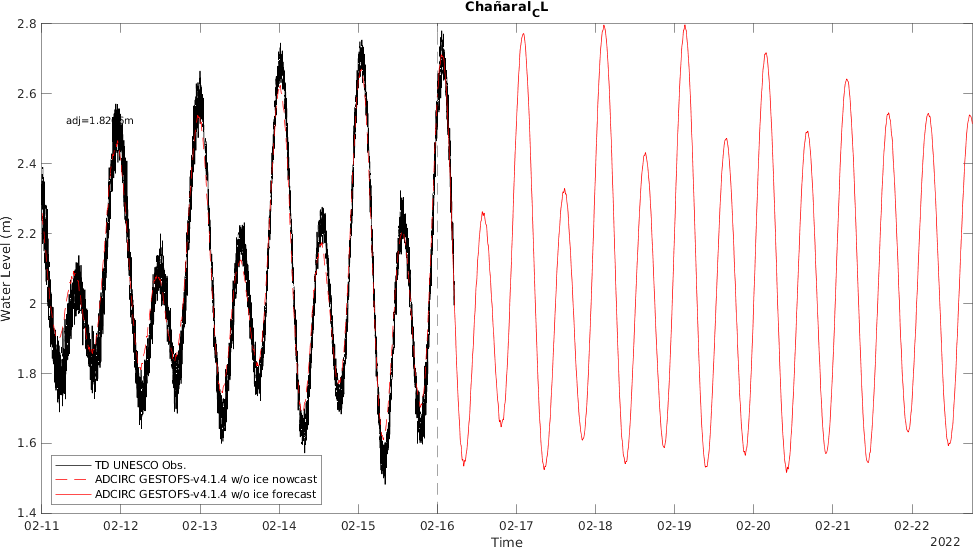 Chañaral_CL
2.8
2.6
2.4
2.2
2
1.8
1.6
1.4
Water Level (m)
TD UNESCO Obs.
ADCIRC GESTOFS-v4.1.4 w/o ice nowcast
ADCIRC GESTOFS-v4.1.4 w/o ice forecast
02-11 02-12 02-13 02-14 02-15 02-16 02-17 02-18 02-19 02-20 02-21 02-22
Time
2022